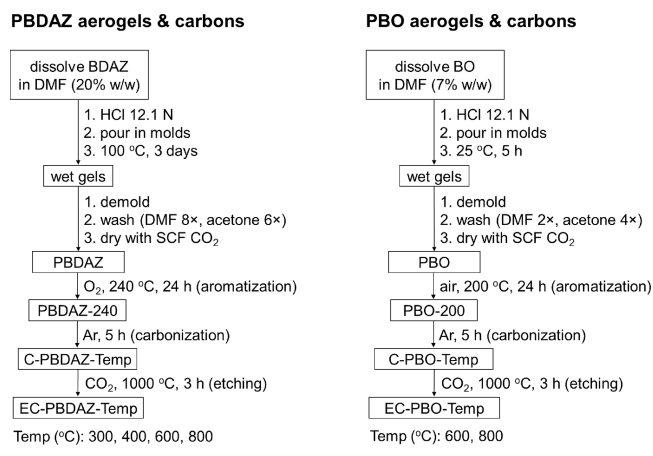 PBDAZ aerogels & carbons
dissolve BDAZ
in DMF (20% w/w)
1. HCl 12.1 N
2. pour in molds
3. 100 °C, 3 days
wet gels
1. demold
2. wash (DMF 8×, acetone 6×)
3. dry with SCF CO₂
PBDAZ
O₂, 240 °C, 24 h (aromatization)
PBDAZ-240
Ar, 5 h (carbonization)
C-PBDAZ-Temp
CO₂, 1000 °C, 3 h (etching)
EC-PBDAZ-Temp
Temp (°C): 300, 400, 600, 800
PBO aerogels & carbons
dissolve BO
in DMF (7% w/w)
1. HCl 12.1 N
2. pour in molds
3. 25 °C, 5 h
wet gels
1. demold
2. wash (DMF 2×, acetone 4×)
3. dry with SCF CO₂
PBO
air, 200 °C, 24 h (aromatization)
PBO-200
Ar, 5 h (carbonization)
C-PBO-Temp
CO₂, 1000 °C, 3 h (etching)
EC-PBO-Temp
Temp (°C): 600, 800